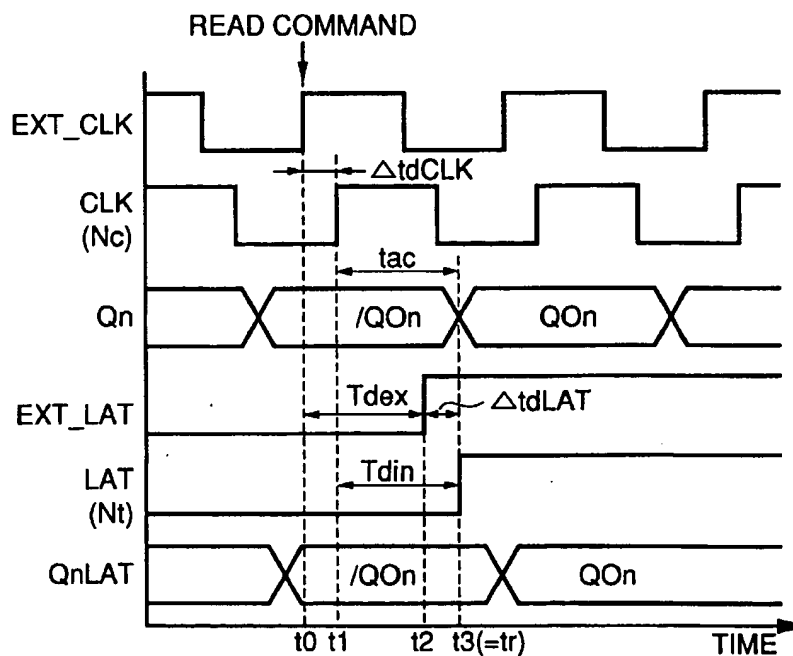 READ COMMAND
EXT_CLK
△tdCLK
CLK
(Nc)
tac
Qn
/QOn
QOn
Tdex
△tdLAT
EXT_LAT
LAT
(Nt)
Tdin
QnLAT
/QOn
QOn
t0 t1 t2 t3(=tr) TIME